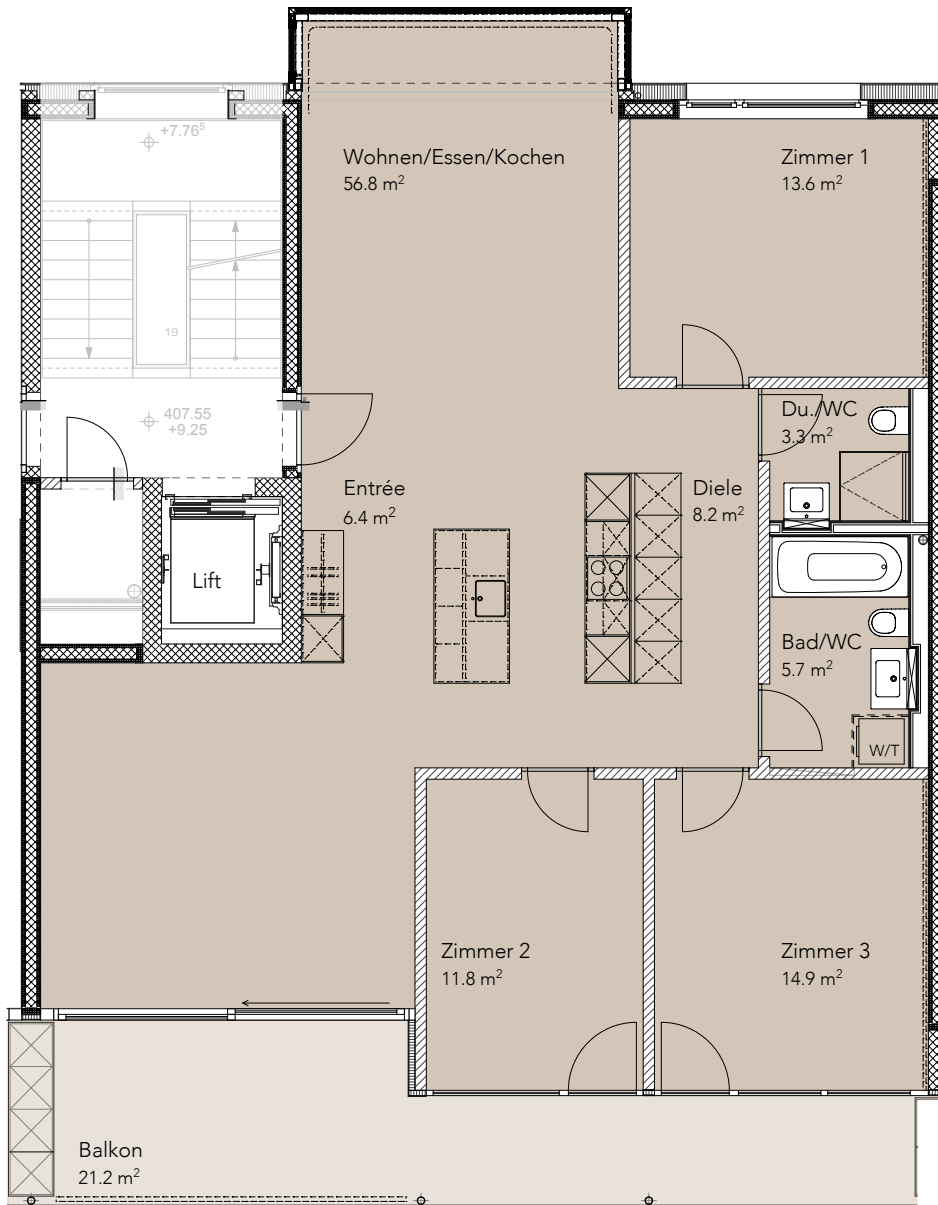 +7.76⁵
Wohnen/Essen/Kochen
56.8 m²
Zimmer 1
13.6 m²
19
407.55
+9.25
Du./WC
3.3 m²
Entrée
6.4 m²
Diele
8.2 m²
Lift
Bad/WC
5.7 m²
W/T
Zimmer 2
11.8 m²
Zimmer 3
14.9 m²
Balkon
21.2 m²